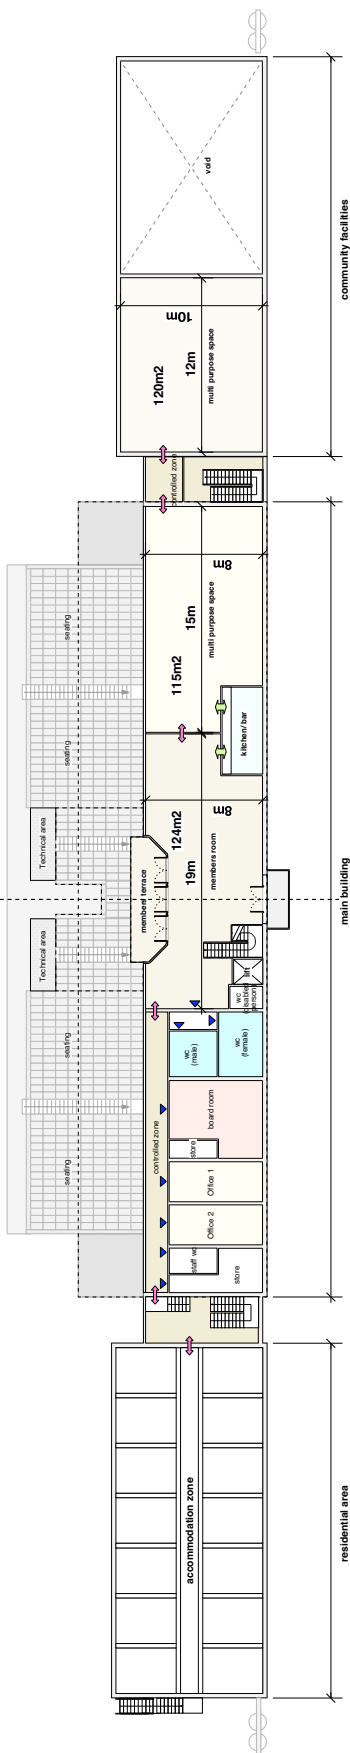 void
community facilities
10m
12m
120m2
multi purpose space
controlled zone
8m
15m
115m2
multi purpose space
seating
seating
kitchen/ bar
8m
124m2
19m
members room
Technical area
members terrace
main building
Technical area
lift
wc
(disabled
person)
wc
(male)
wc
(female)
seating
board room
controlled zone
store
seating
Office 1
Office 2
staff wc
store
accommodation zone
residential area